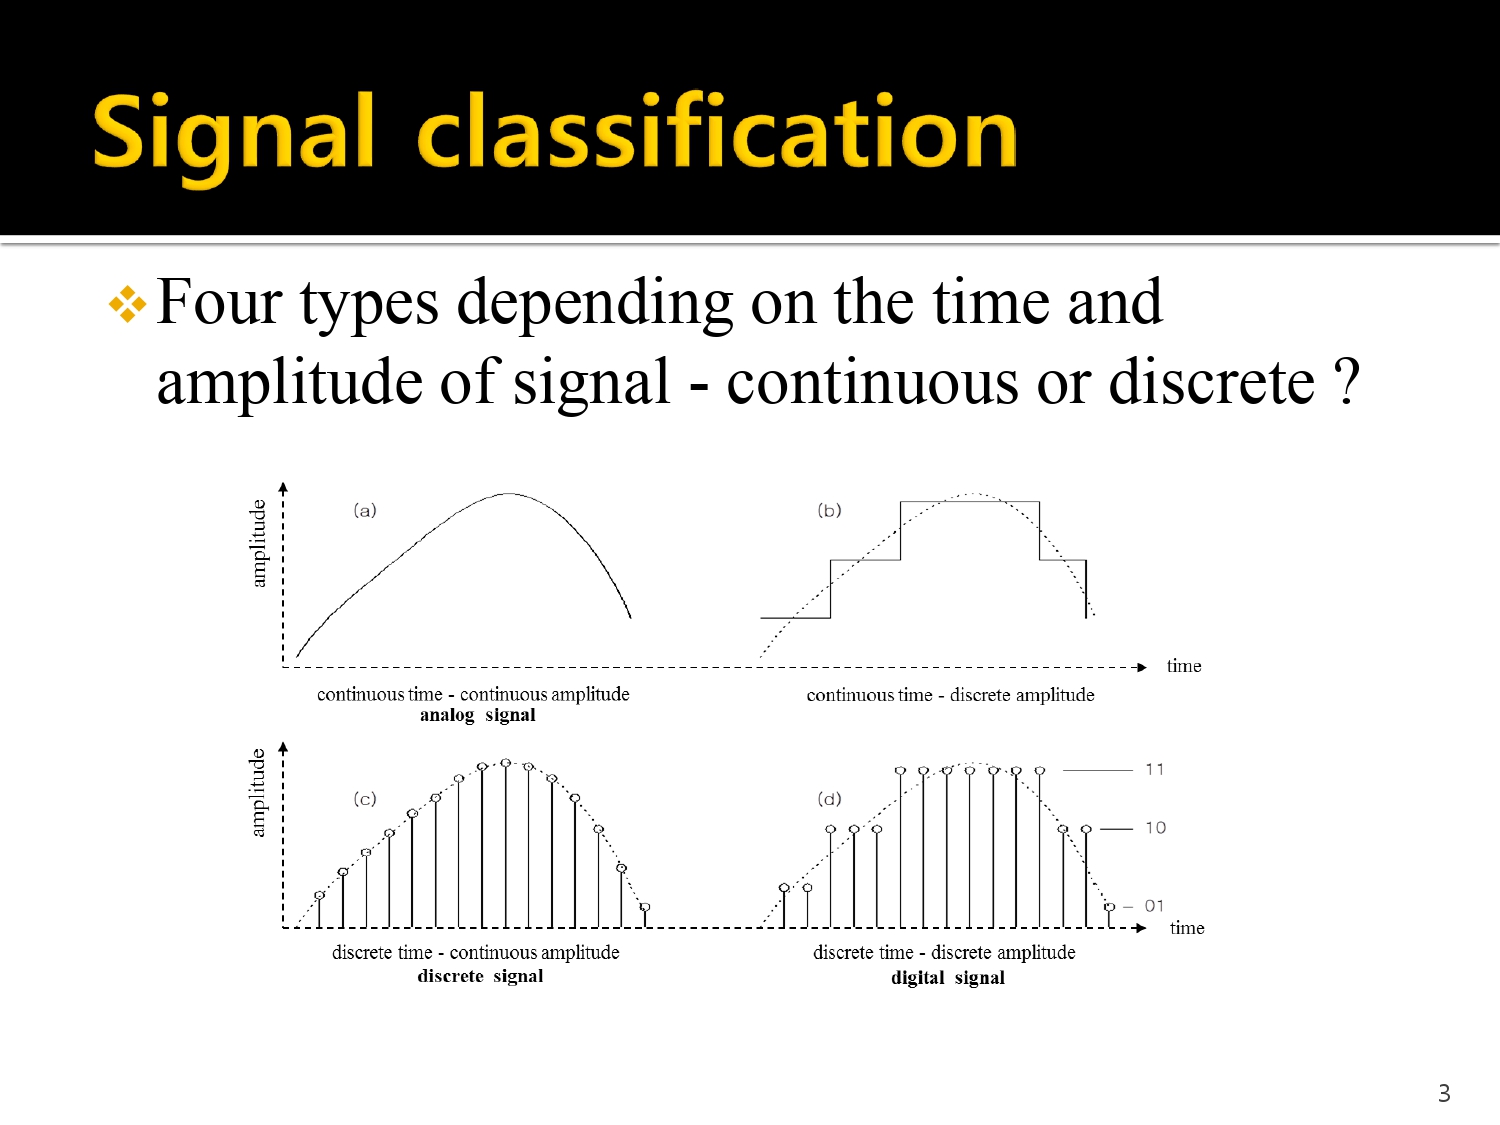 Signal classification
Four types depending on the time and
amplitude of signal - continuous or discrete ?
amplitude
(a)
(b)
time
continuous time - continuous amplitude
analog signal
continuous time - discrete amplitude
amplitude
(c)
(d)
11
10
01
time
discrete time - continuous amplitude
discrete signal
discrete time - discrete amplitude
digital signal
3